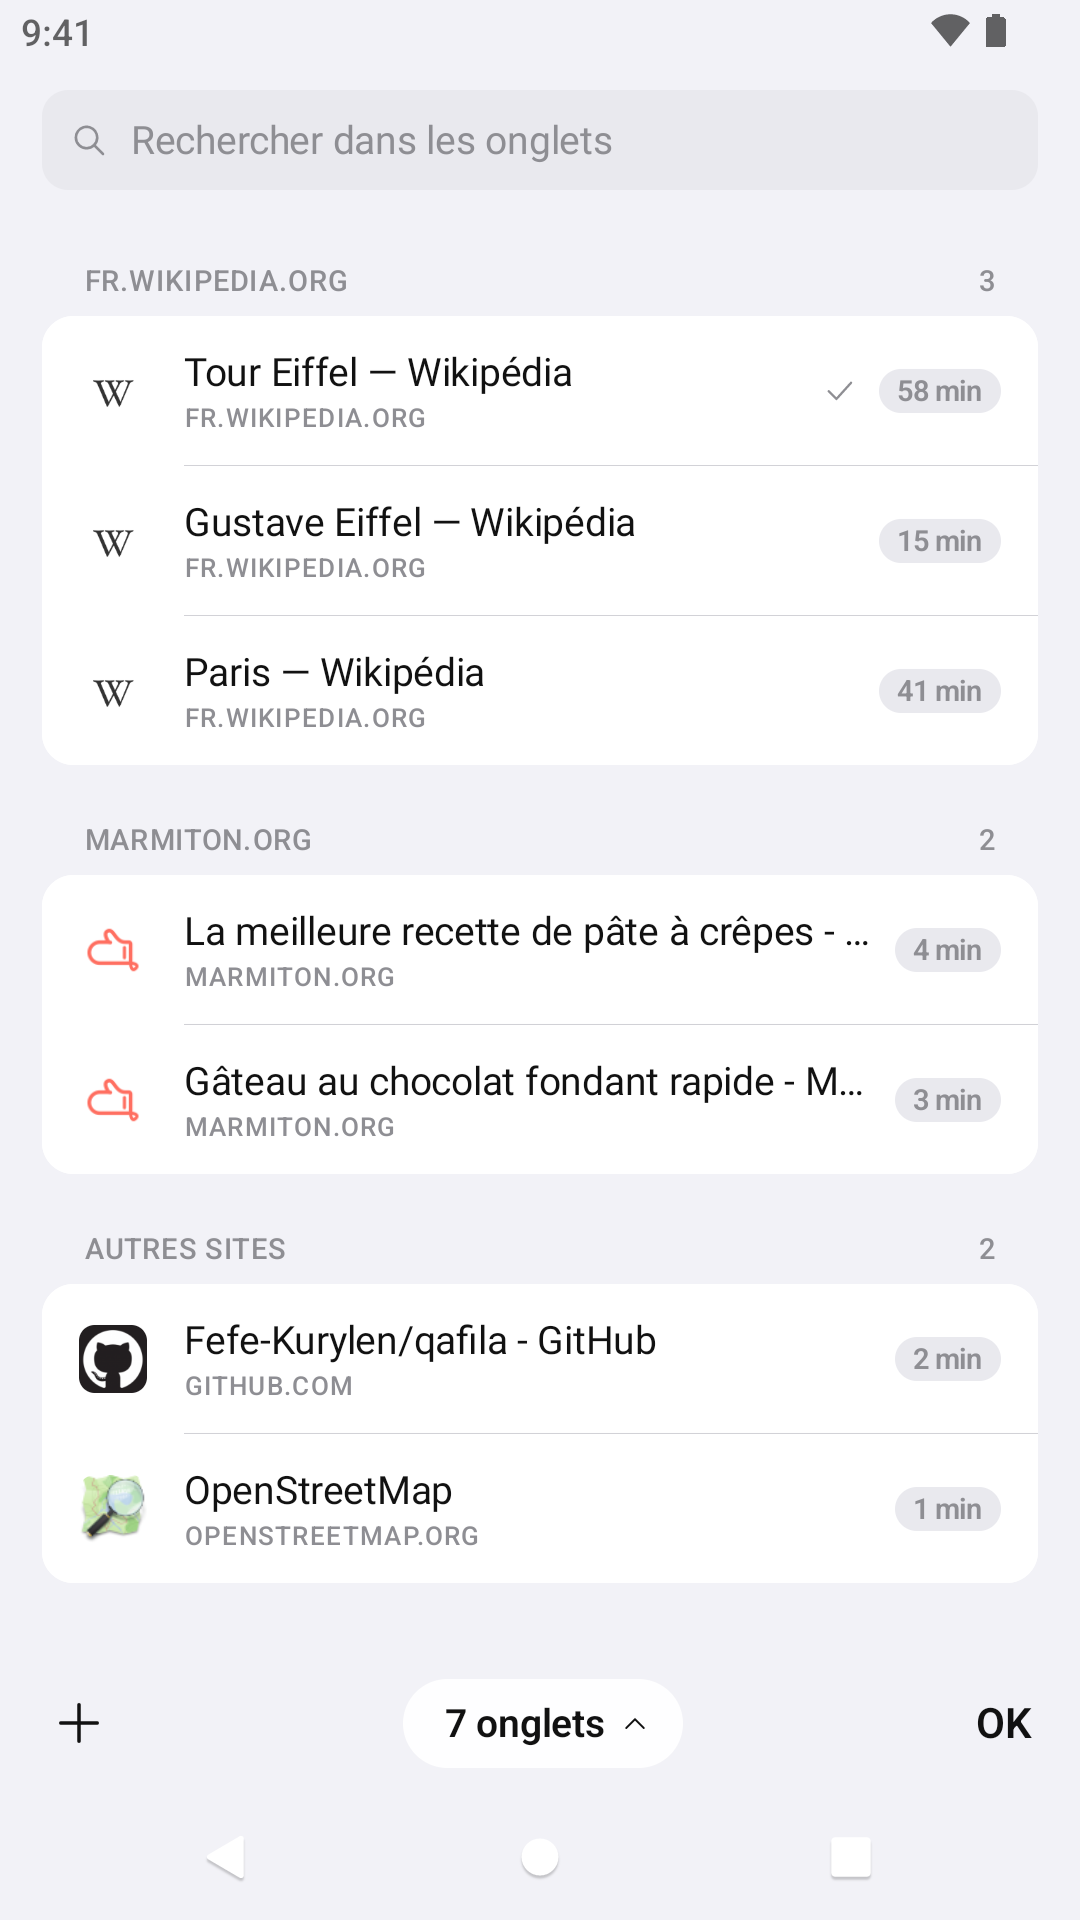 9:41
Rechercher dans les onglets
FR.WIKIPEDIA.ORG 3
Tour Eiffel — Wikipédia
FR.WIKIPEDIA.ORG
58 min
Gustave Eiffel — Wikipédia
FR.WIKIPEDIA.ORG
15 min
Paris — Wikipédia
FR.WIKIPEDIA.ORG
41 min
MARMITON.ORG 2
La meilleure recette de pâte à crêpes - ...
MARMITON.ORG
4 min
Gâteau au chocolat fondant rapide - M...
MARMITON.ORG
3 min
AUTRES SITES 2
Fefe-Kurylen/qafila - GitHub
GITHUB.COM
2 min
OpenStreetMap
OPENSTREETMAP.ORG
1 min
7 onglets
OK